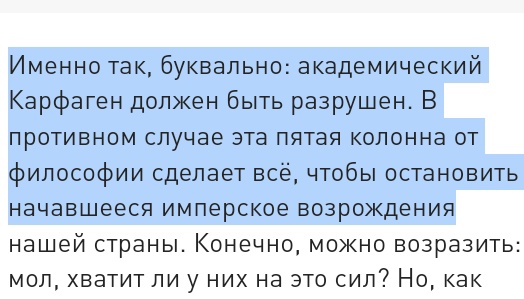 Именно так, буквально: академический
Карфаген должен быть разрушен. В
противном случае эта пятая колонна от
философии сделает всё, чтобы остановить
начавшееся имперское возрождения
нашей страны. Конечно, можно возразить:
мол, хватит ли у них на это сил? Но, как